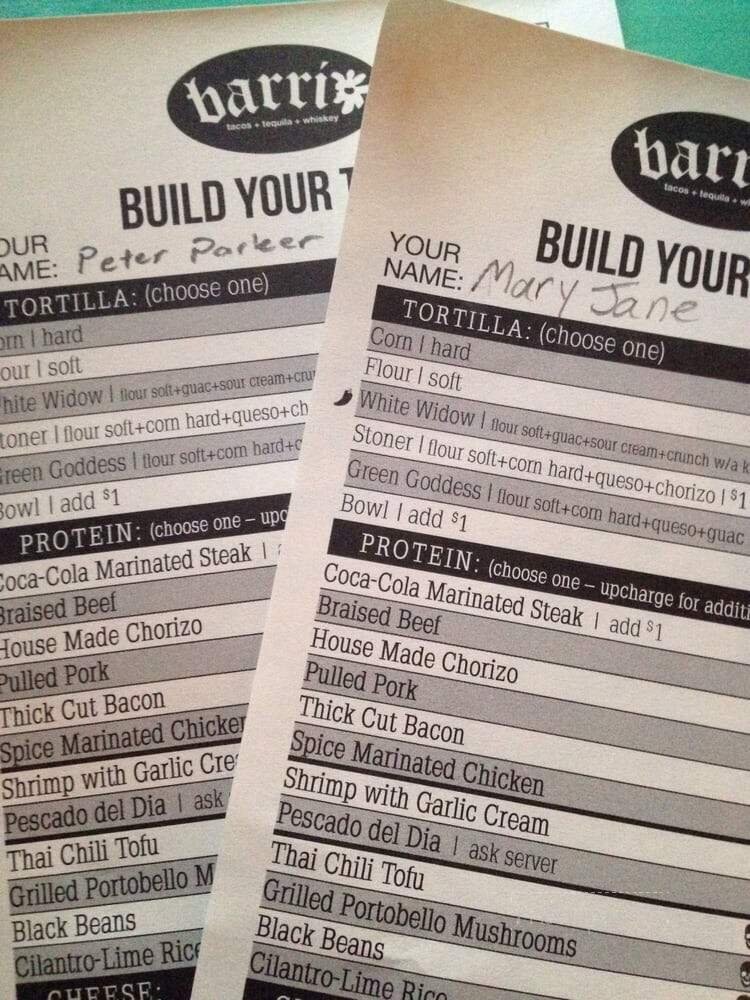 barrio
tacos + tequila + whiskey
BUILD YOUR
OUR
AME: Peter Parker
TORTILLA: (choose one)
orn | hard
our | soft
hite Widow | flour soft+guac+sour cream+cru
toner | flour soft+corn hard+queso+ch
reen Goddess | flour soft+corn hard+c
Bowl | add $1
PROTEIN: (choose one – upc
Coca-Cola Marinated Steak |
Braised Beef
House Made Chorizo
Pulled Pork
Thick Cut Bacon
Spice Marinated Chicken
Shrimp with Garlic Cre
Pescado del Dia | ask
Thai Chili Tofu
Grilled Portobello M
Black Beans
Cilantro-Lime Rice
CHEESE:
barr
tacos + tequila + w
BUILD YOUR
YOUR
NAME: Mary Jane
TORTILLA: (choose one)
Corn | hard
Flour | soft
White Widow | flour soft+guac+sour cream+crunch w/a k
Stoner | flour soft+corn hard+queso+chorizo | $1
Green Goddess | flour soft+corn hard+queso+guac
Bowl | add $1
PROTEIN: (choose one – upcharge for additi
Coca-Cola Marinated Steak | add $1
Braised Beef
House Made Chorizo
Pulled Pork
Thick Cut Bacon
Spice Marinated Chicken
Shrimp with Garlic Cream
Pescado del Dia | ask server
Thai Chili Tofu
Grilled Portobello Mushrooms
Black Beans
Cilantro-Lime Rice